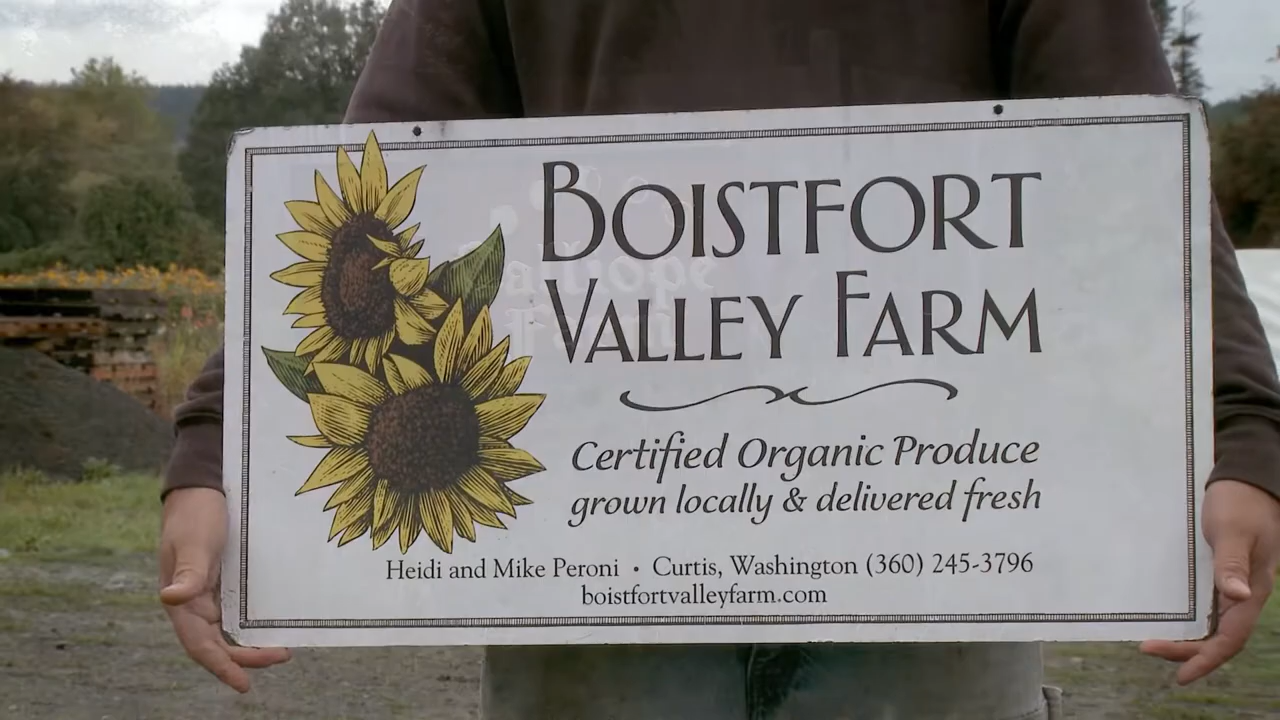 BOISTFORT
VALLEY FARM
Certified Organic Produce
grown locally & delivered fresh
Heidi and Mike Peroni • Curtis, Washington (360) 245-3796
boistfortvalleyfarm.com